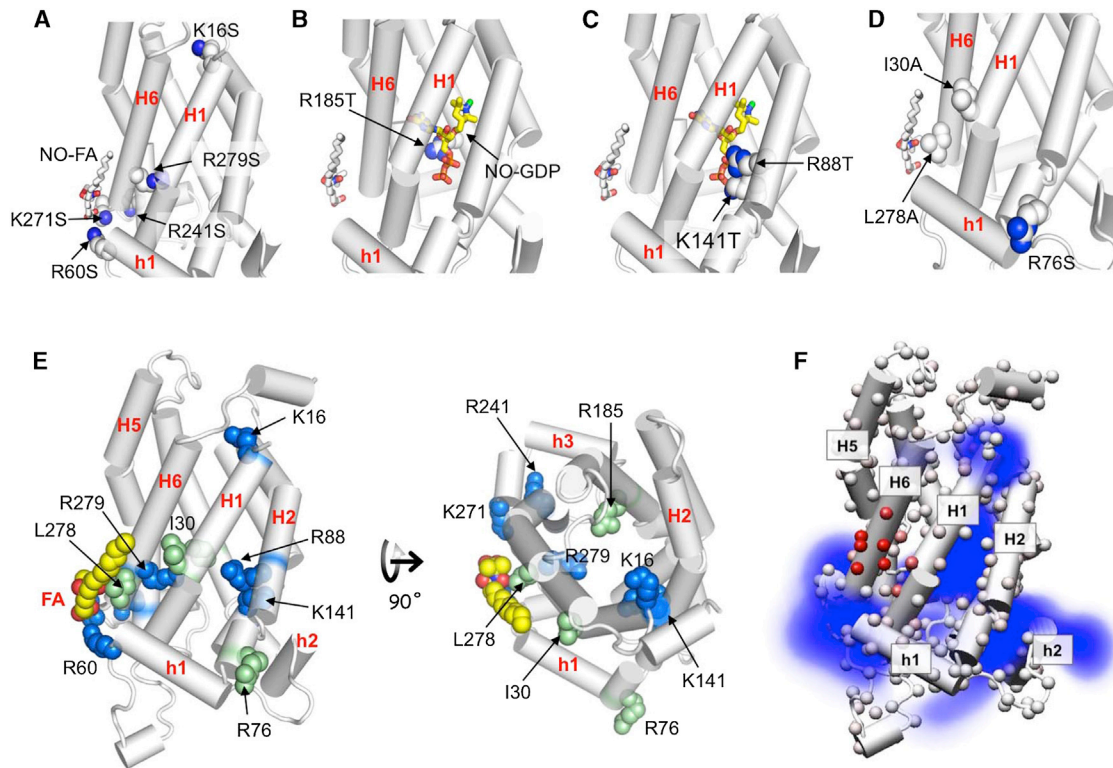 A
K16S
H6
H1
NO-FA
R279S
K271S
R241S
R60S
h1
B
H6
H1
R185T
NO-GDP
h1
C
H6
H1
R88T
K141T
h1
D
H6
H1
I30A
L278A
h1
R76S
E
H5
K16
H6
H1
R279
I30
H2
L278
R88
FA
K141
R60
h1
h2
R76
90°
R241
R185
h3
K271
H2
R279
K16
L278
h1
K141
I30
R76
F
H5
H6
H1
H2
h1
h2